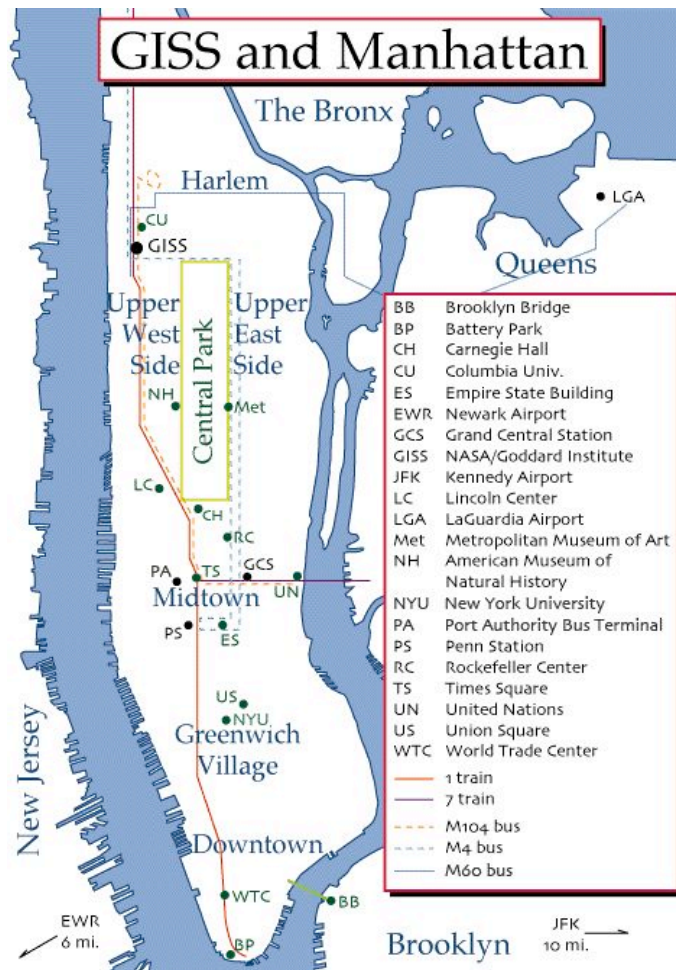 GISS and Manhattan
The Bronx
Harlem
LGA
CU
GISS
Queens
Upper
West
Side
Central Park
Upper
East
Side
NH
Met
LC
CH
RC
PA
TS
GCS
UN
Midtown
PS
ES
US
NYU
Greenwich
Village
New Jersey
Downtown
WTC
BB
BP
EWR
6 mi.
Brooklyn
JFK
10 mi.
BB Brooklyn Bridge
BP Battery Park
CH Carnegie Hall
CU Columbia Univ.
ES Empire State Building
EWR Newark Airport
GCS Grand Central Station
GISS NASA/Goddard Institute
JFK Kennedy Airport
LC Lincoln Center
LGA LaGuardia Airport
Met Metropolitan Museum of Art
NH American Museum of
Natural History
NYU New York University
PA Port Authority Bus Terminal
PS Penn Station
RC Rockefeller Center
TS Times Square
UN United Nations
US Union Square
WTC World Trade Center
1 train
7 train
M104 bus
M4 bus
M60 bus